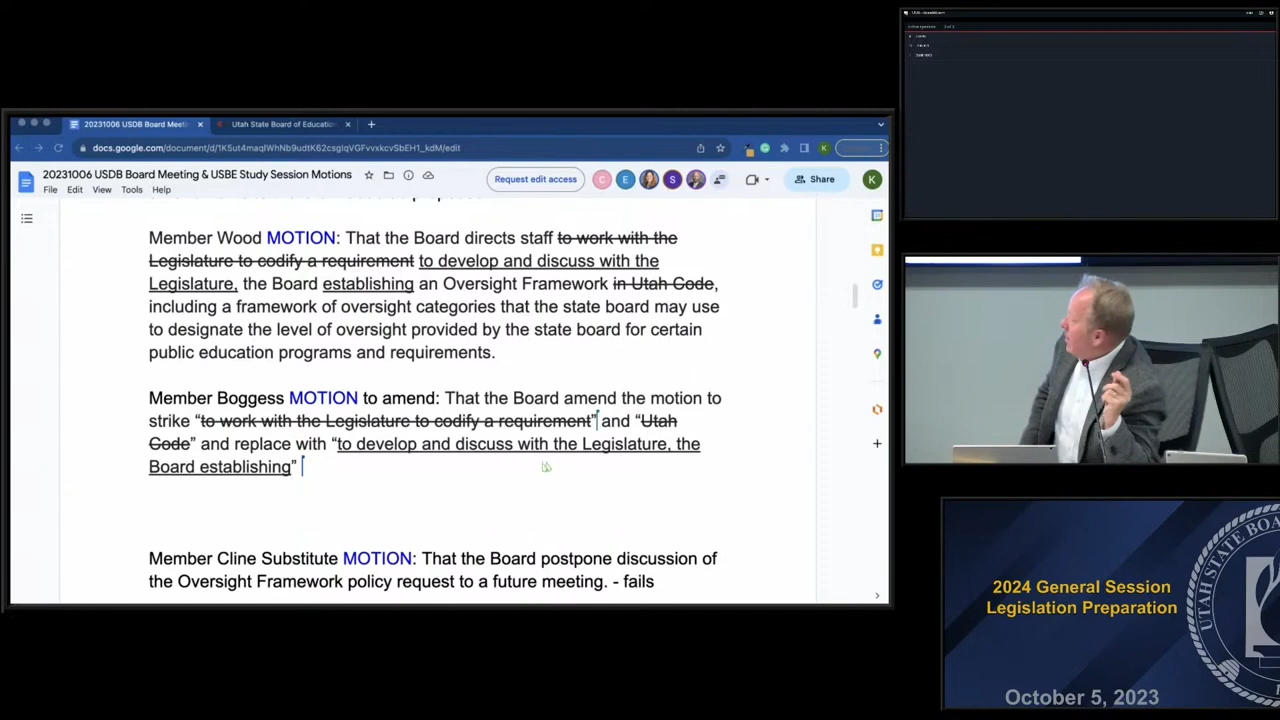 20231006 USDB Board Meeti
Utah State Board of Education
docs.google.com/document/d/1K5ut4maqIWhNb9udtK62csgIqVGFvvxkcvSbEH1_kdM/edit
20231006 USDB Board Meeting & USBE Study Session Motions
File Edit View Tools Help
Request edit access
C E S
Share
K
Member Wood MOTION: That the Board directs staff to work with the
Legislature to codify a requirement to develop and discuss with the
Legislature, the Board establishing an Oversight Framework in Utah Code,
including a framework of oversight categories that the state board may use
to designate the level of oversight provided by the state board for certain
public education programs and requirements.
Member Boggess MOTION to amend: That the Board amend the motion to
strike “to work with the Legislature to codify a requirement” and “Utah
Code” and replace with “to develop and discuss with the Legislature, the
Board establishing”
Member Cline Substitute MOTION: That the Board postpone discussion of
the Oversight Framework policy request to a future meeting. - fails
2024 General Session
Legislation Preparation
UTAH STATE BOA
October 5, 2023